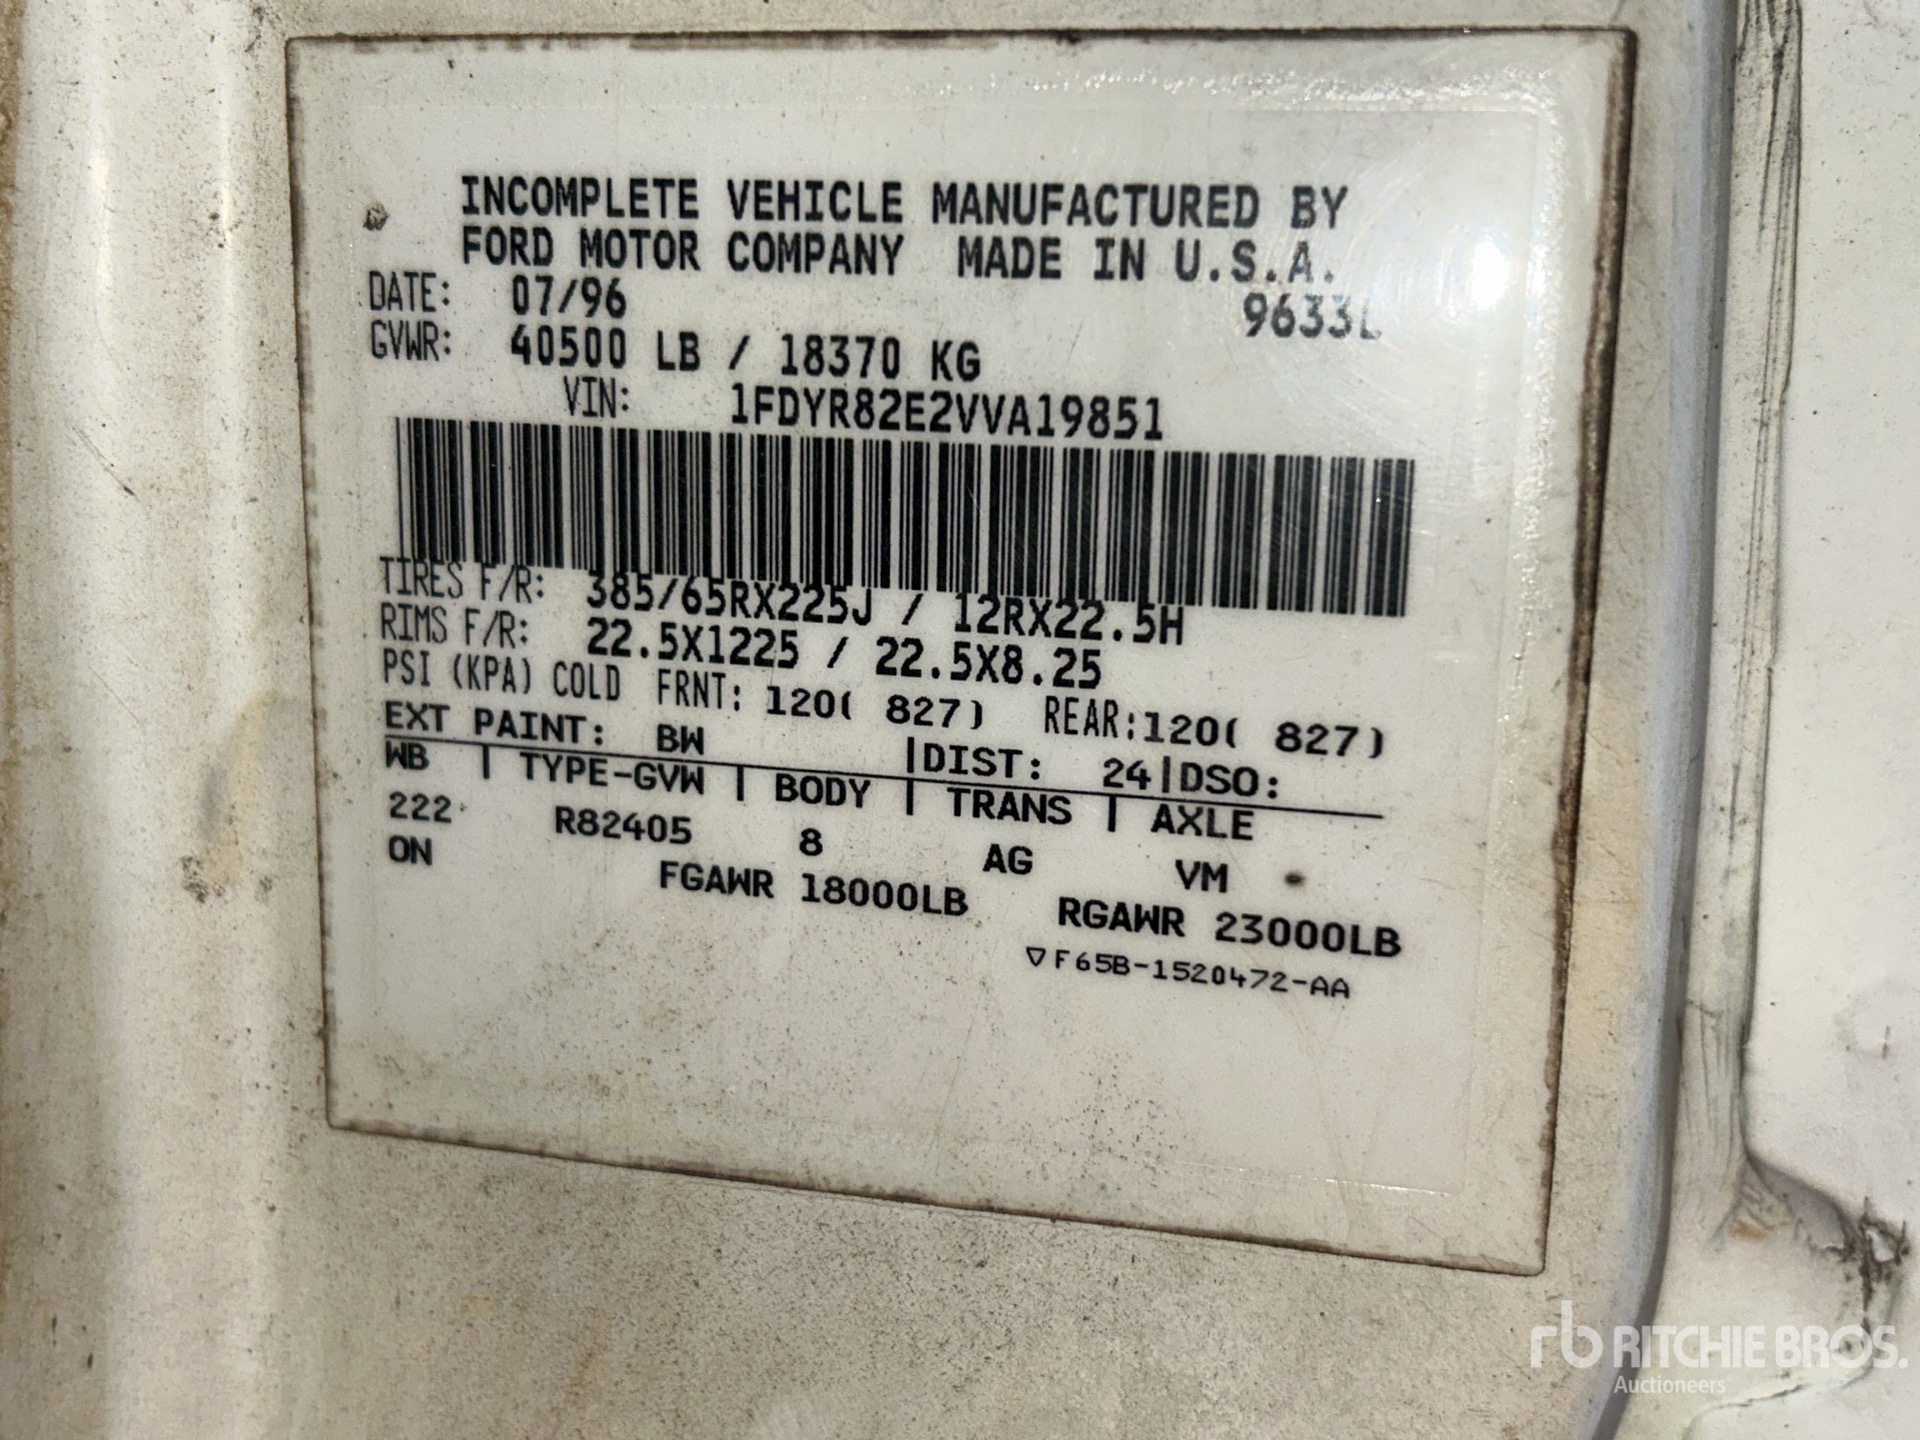 INCOMPLETE VEHICLE MANUFACTURED BY
FORD MOTOR COMPANY MADE IN U.S.A.
DATE: 07/96
9633L
GVWR: 40500 LB / 18370 KG
VIN: 1FDYR82E2VVA19851
TIRES F/R: 385/65RX225J / 12RX22.5H
RIMS F/R: 22.5X1225 / 22.5X8.25
PSI (KPA) COLD FRNT: 120( 827) REAR:120( 827)
EXT PAINT: BW |DIST: 24|DSO:
WB | TYPE-GVW | BODY | TRANS | AXLE
222 R82405 8 AG VM
ON FGAWR 18000LB RGAWR 23000LB
▽F65B-1520472-AA
rb RITCHIE BROS.
Auctioneers